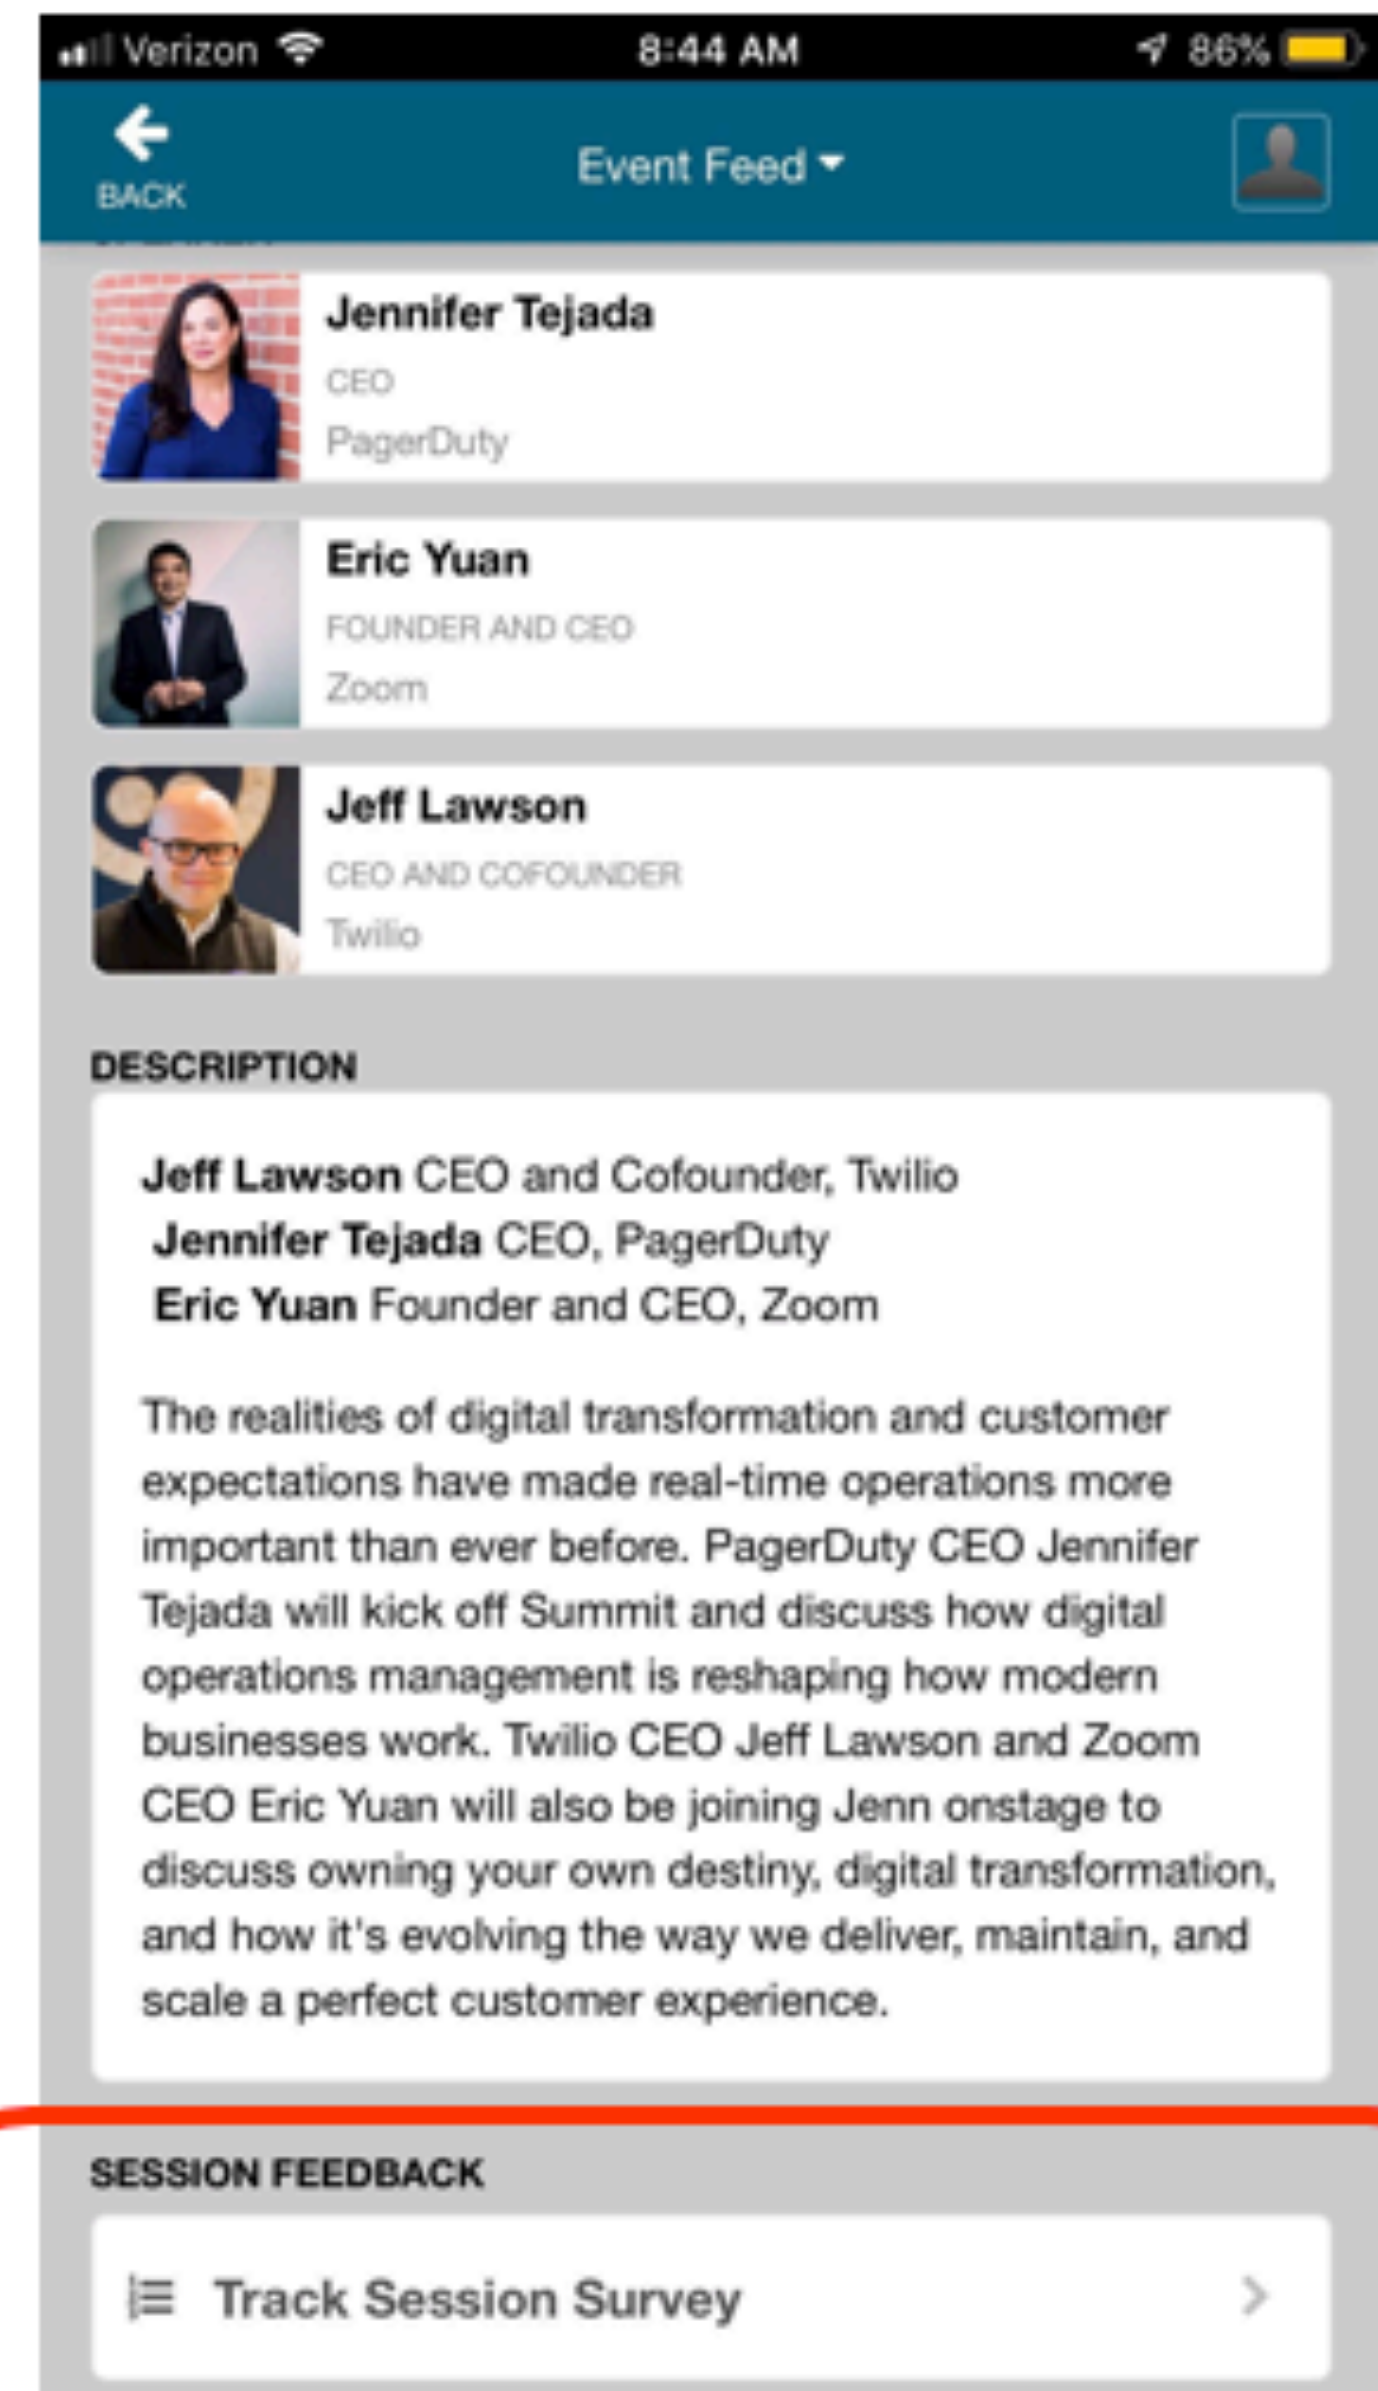 Verizon 8:44 AM 86%
BACK
Event Feed
Jennifer Tejada
CEO
PagerDuty
Eric Yuan
FOUNDER AND CEO
Zoom
Jeff Lawson
CEO AND COFOUNDER
Twilio
DESCRIPTION
Jeff Lawson CEO and Cofounder, Twilio
Jennifer Tejada CEO, PagerDuty
Eric Yuan Founder and CEO, Zoom
The realities of digital transformation and customer
expectations have made real-time operations more
important than ever before. PagerDuty CEO Jennifer
Tejada will kick off Summit and discuss how digital
operations management is reshaping how modern
businesses work. Twilio CEO Jeff Lawson and Zoom
CEO Eric Yuan will also be joining Jenn onstage to
discuss owning your own destiny, digital transformation,
and how it's evolving the way we deliver, maintain, and
scale a perfect customer experience.
SESSION FEEDBACK
Track Session Survey